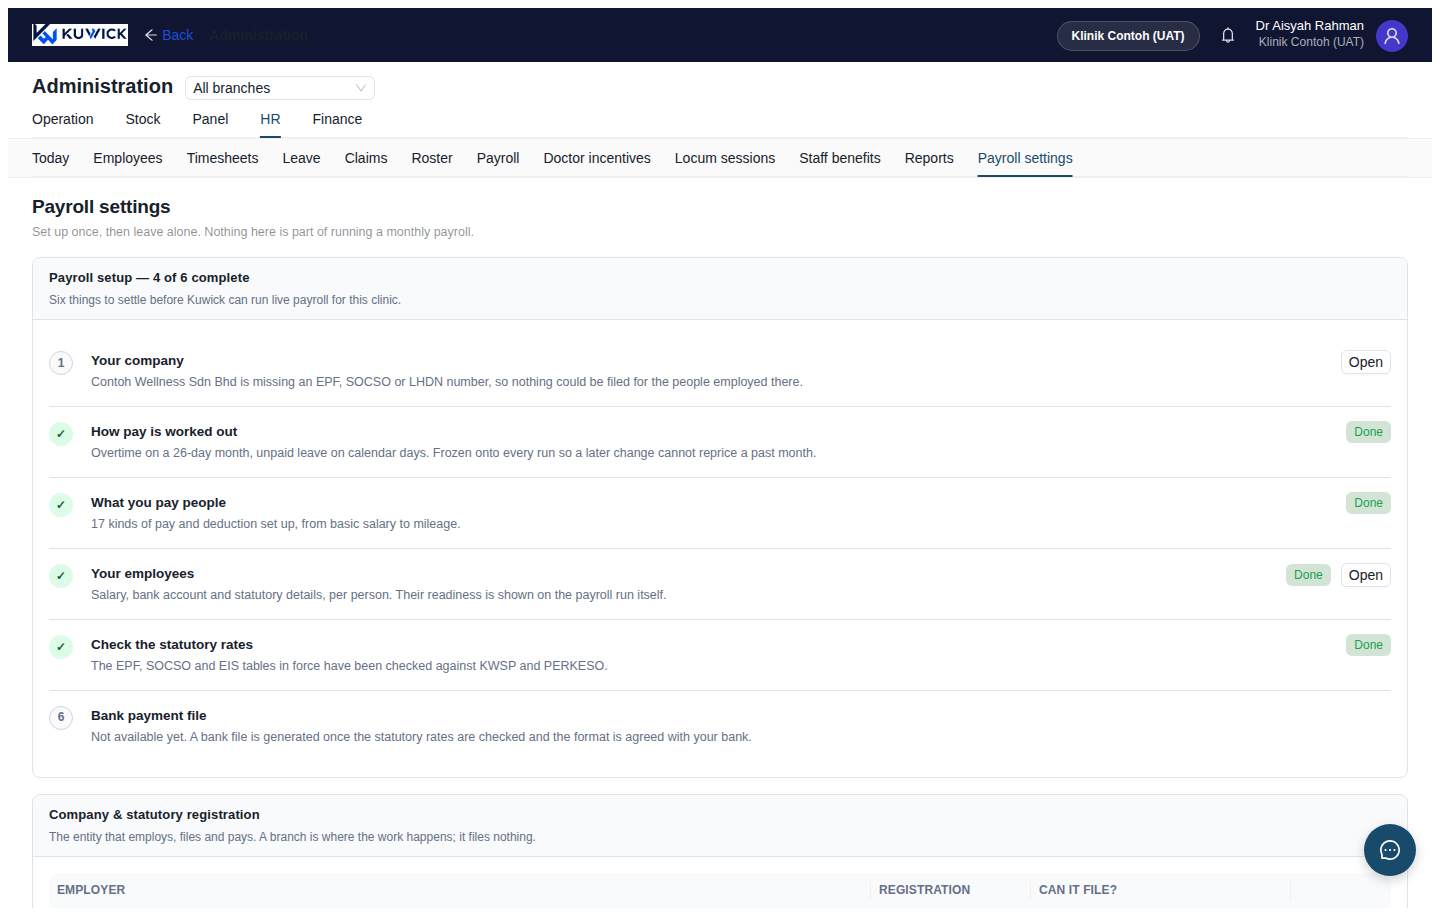 KUWICK
Back
Administration
Klinik Contoh (UAT)
Dr Aisyah Rahman
Klinik Contoh (UAT)
Administration
All branches
Operation Stock Panel HR Finance
Today Employees Timesheets Leave Claims Roster Payroll Doctor incentives Locum sessions Staff benefits Reports Payroll settings
Payroll settings
Set up once, then leave alone. Nothing here is part of running a monthly payroll.
Payroll setup — 4 of 6 complete
Six things to settle before Kuwick can run live payroll for this clinic.
1 Your company Open
Contoh Wellness Sdn Bhd is missing an EPF, SOCSO or LHDN number, so nothing could be filed for the people employed there.
✓ How pay is worked out Done
Overtime on a 26-day month, unpaid leave on calendar days. Frozen onto every run so a later change cannot reprice a past month.
✓ What you pay people Done
17 kinds of pay and deduction set up, from basic salary to mileage.
✓ Your employees Done Open
Salary, bank account and statutory details, per person. Their readiness is shown on the payroll run itself.
✓ Check the statutory rates Done
The EPF, SOCSO and EIS tables in force have been checked against KWSP and PERKESO.
6 Bank payment file
Not available yet. A bank file is generated once the statutory rates are checked and the format is agreed with your bank.
Company & statutory registration
The entity that employs, files and pays. A branch is where the work happens; it files nothing.
EMPLOYER REGISTRATION CAN IT FILE?